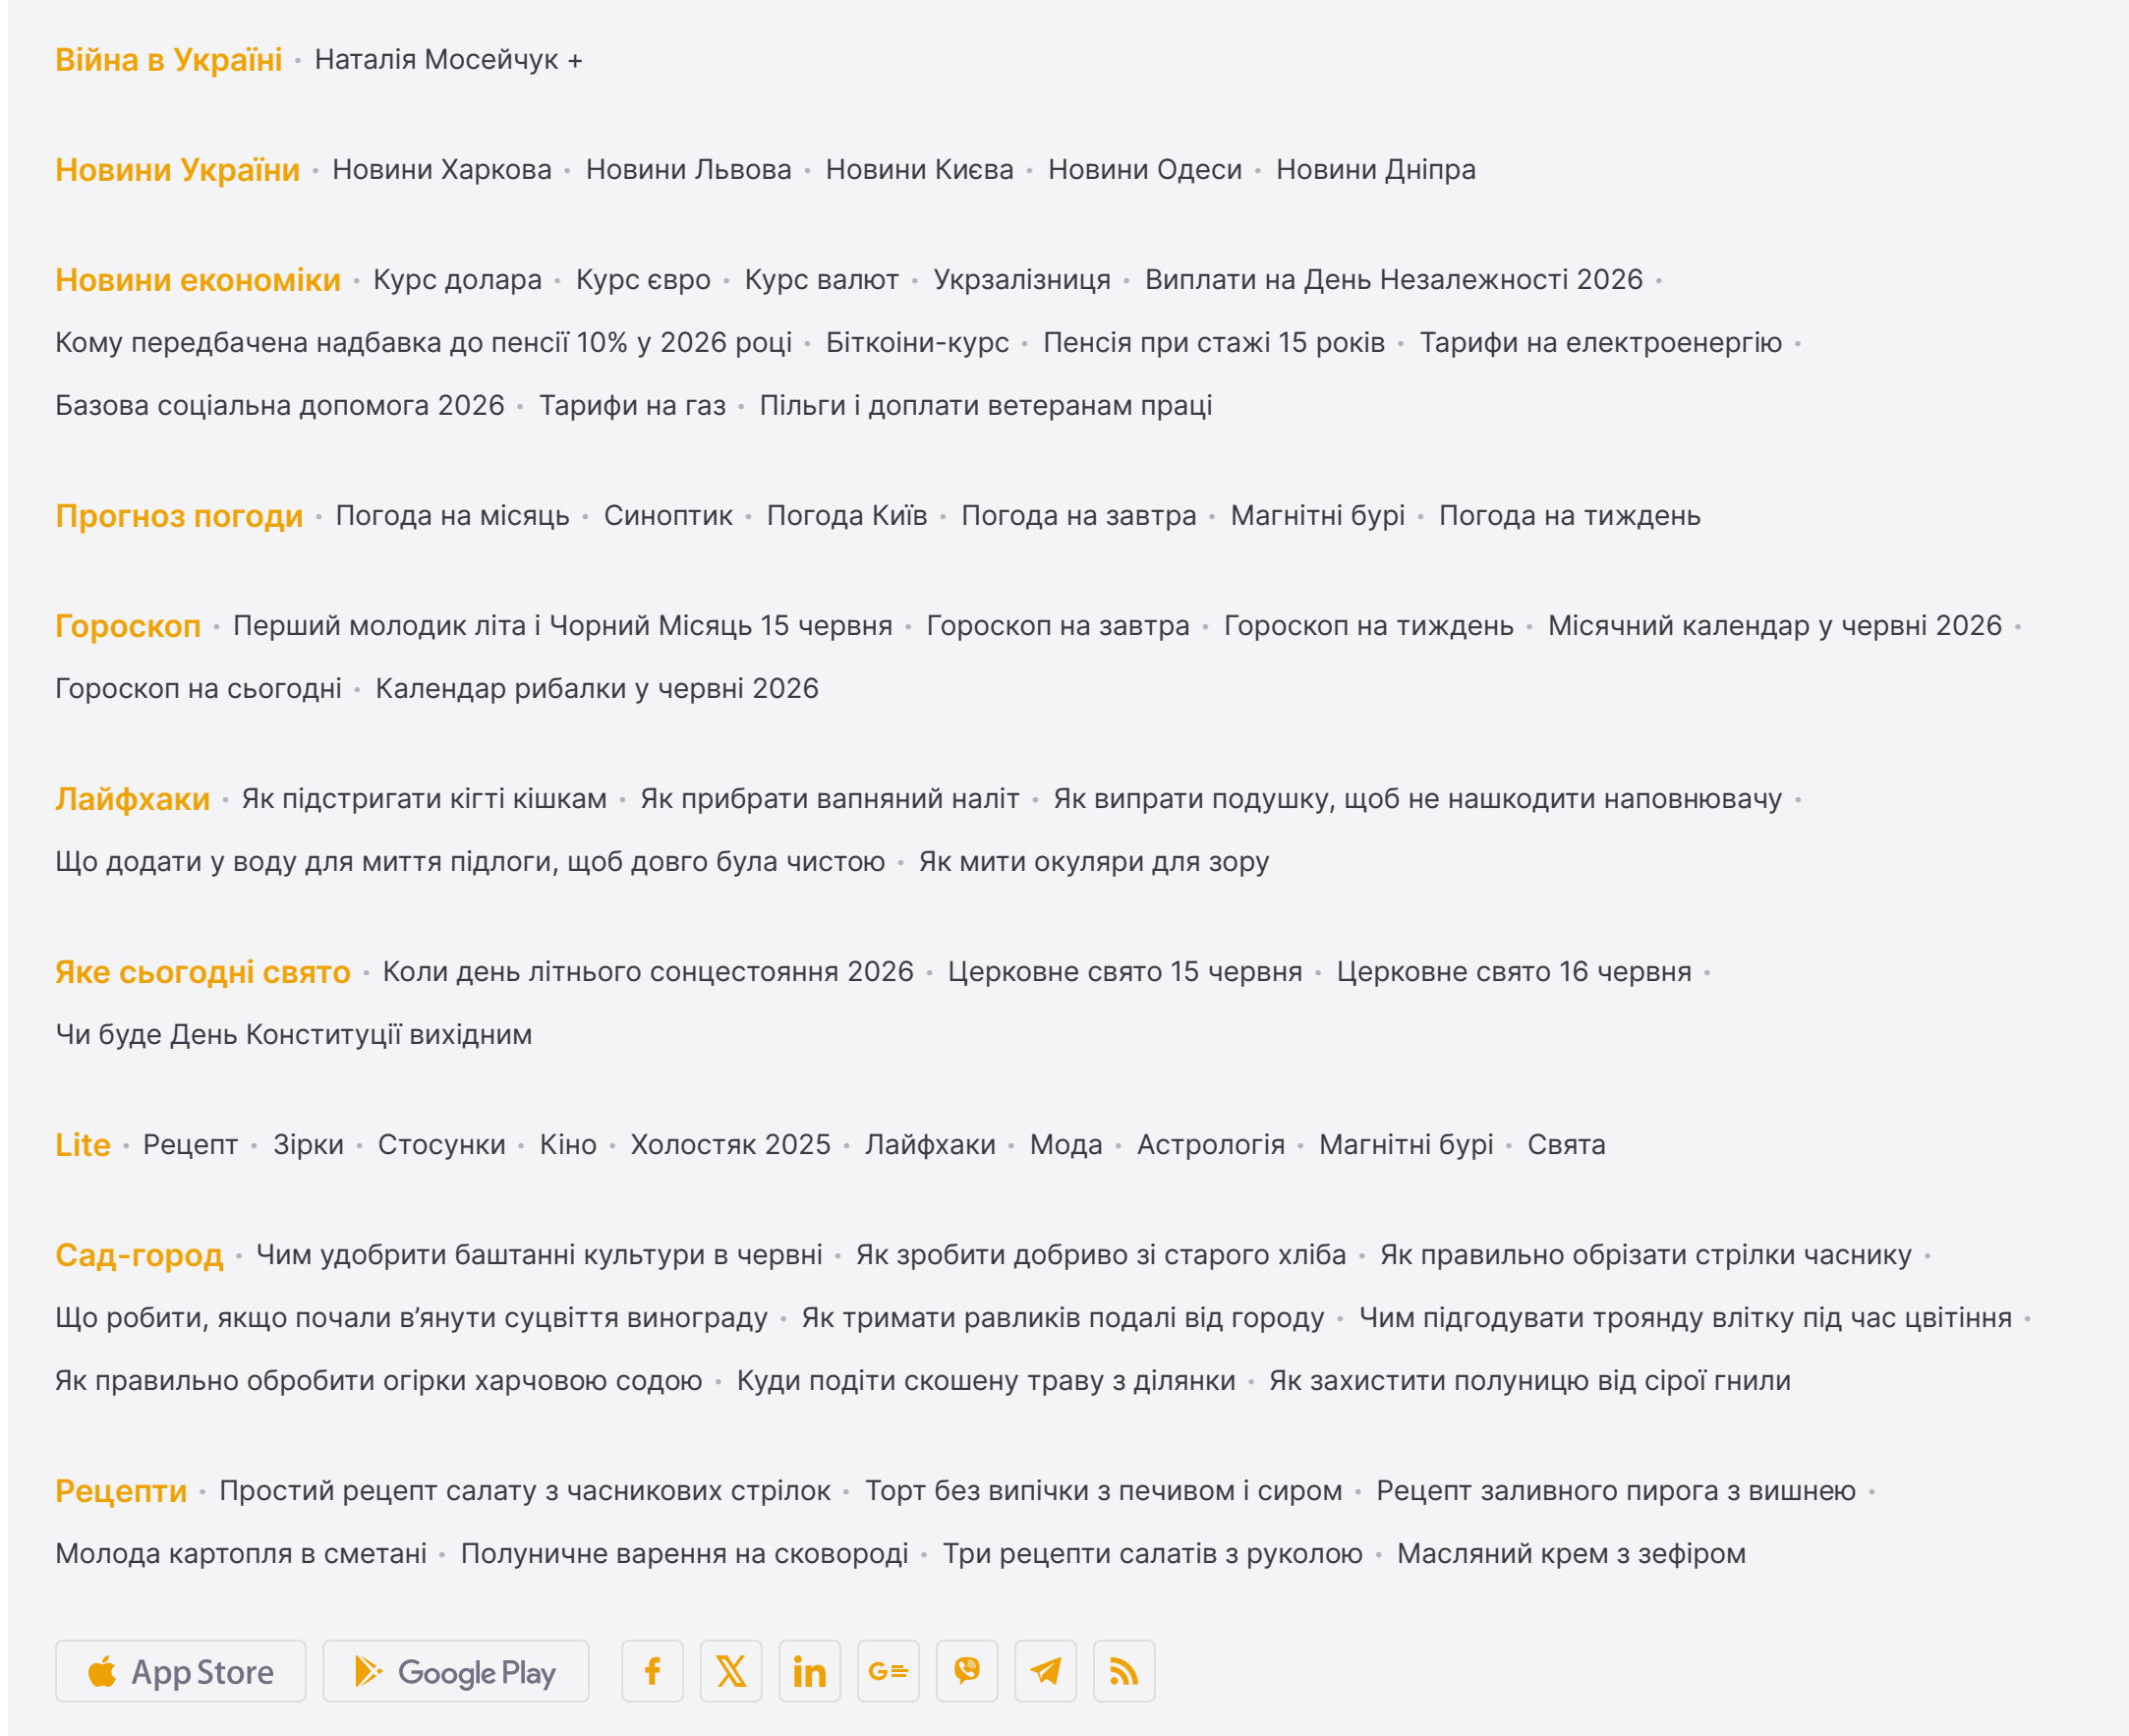 Війна в Україні • Наталія Мосейчук +
Новини України • Новини Харкова • Новини Львова • Новини Києва • Новини Одеси • Новини Дніпра
Новини економіки • Курс долара • Курс євро • Курс валют • Укрзалізниця • Виплати на День Незалежності 2026 •
Кому передбачена надбавка до пенсії 10% у 2026 році • Біткоіни-курс • Пенсія при стажі 15 років • Тарифи на електроенергію •
Базова соціальна допомога 2026 • Тарифи на газ • Пільги і доплати ветеранам праці
Прогноз погоди • Погода на місяць • Синоптик • Погода Київ • Погода на завтра • Магнітні бурі • Погода на тиждень
Гороскоп • Перший молодик літа і Чорний Місяць 15 червня • Гороскоп на завтра • Гороскоп на тиждень • Місячний календар у червні 2026 •
Гороскоп на сьогодні • Календар рибалки у червні 2026
Лайфхаки • Як підстригати кігті кішкам • Як прибрати вапняний наліт • Як випрати подушку, щоб не нашкодити наповнювачу •
Що додати у воду для миття підлоги, щоб довго була чистою • Як мити окуляри для зору
Яке сьогодні свято • Коли день літнього сонцестояння 2026 • Церковне свято 15 червня • Церковне свято 16 червня •
Чи буде День Конституції вихідним
Lite • Рецепт • Зірки • Стосунки • Кіно • Холостяк 2025 • Лайфхаки • Мода • Астрологія • Магнітні бурі • Свята
Сад-город • Чим удобрити баштанні культури в червні • Як зробити добриво зі старого хліба • Як правильно обрізати стрілки часнику •
Що робити, якщо почали в’янути суцвіття винограду • Як тримати равликів подалі від городу • Чим підгодувати троянду влітку під час цвітіння •
Як правильно обробити огірки харчовою содою • Куди подіти скошену траву з ділянки • Як захистити полуницю від сірої гнили
Рецепти • Простий рецепт салату з часникових стрілок • Торт без випічки з печивом і сиром • Рецепт заливного пирога з вишнею •
Молода картопля в сметані • Полуничне варення на сковороді • Три рецепти салатів з руколою • Масляний крем з зефіром
App Store Google Play